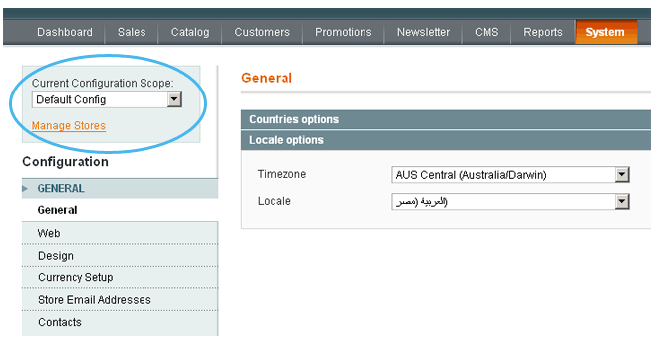 Dashboard Sales Catalog Customers Promotions Newsletter CMS Reports System
Current Configuration Scope:
Default Config
Manage Stores
Configuration
GENERAL
General
Web
Design
Currency Setup
Store Email Addresses
Contacts
General
Countries options
Locale options
Timezone AUS Central (Australia/Darwin)
Locale العربية (مصر)